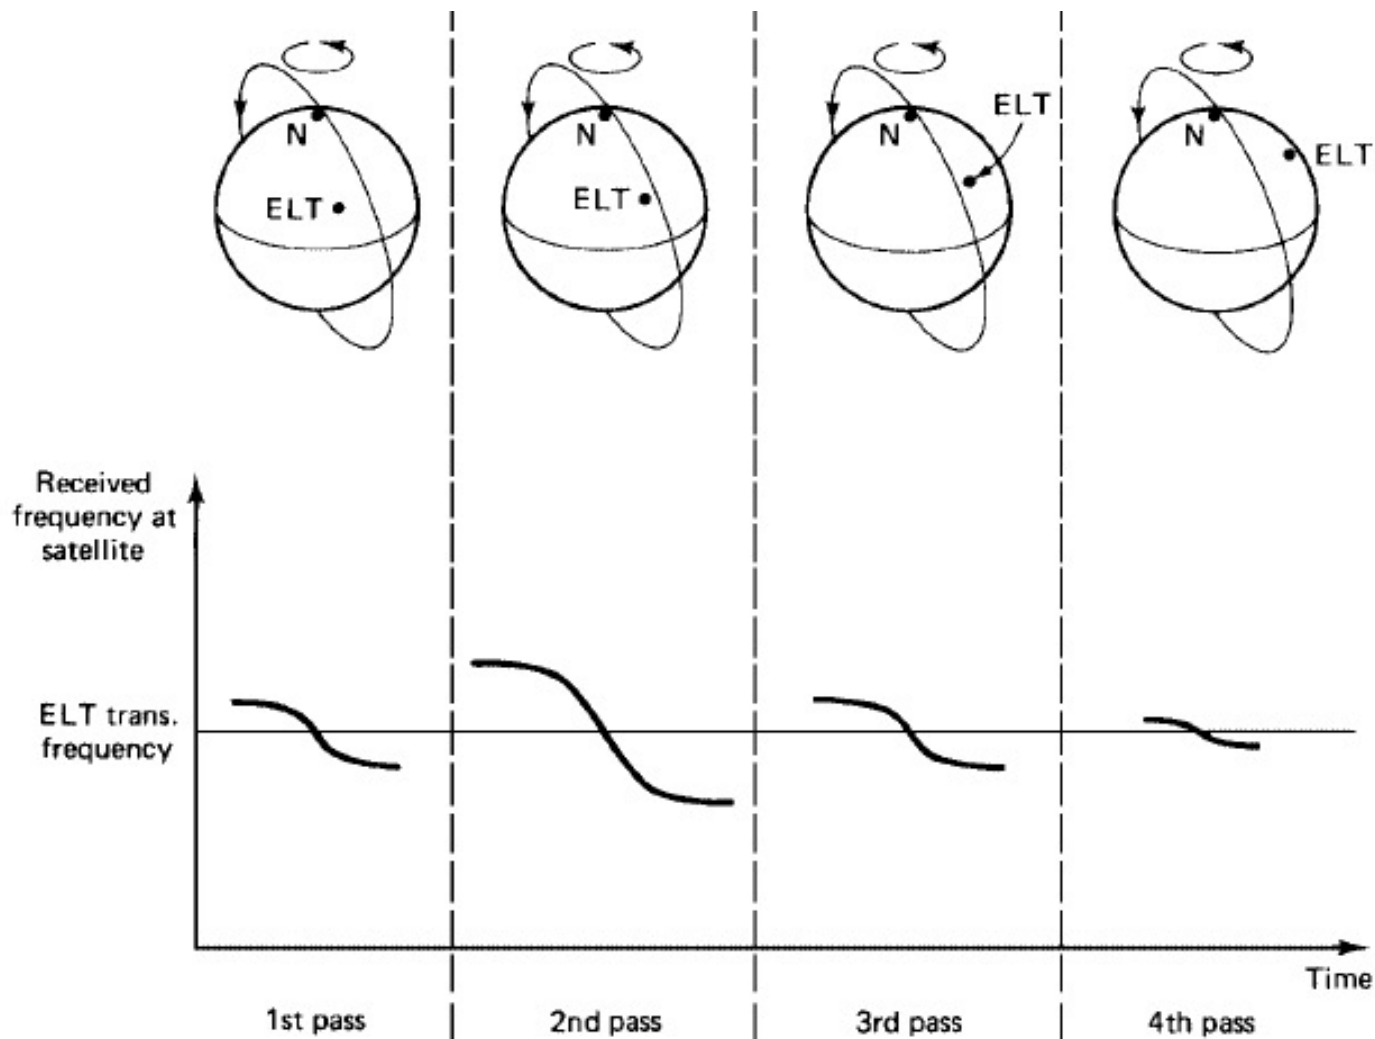 N
ELT
N
ELT
N
ELT
N
ELT
Received
frequency at
satellite
ELT trans.
frequency
Time
1st pass
2nd pass
3rd pass
4th pass